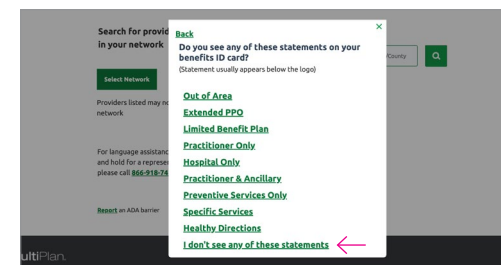 Search for provid
in your network
Select Network
Providers listed may no
network
For language assistanc
and hold for a represe
please call 866-918-74
Report an ADA barrier
ultiPlan.
×
Back
Do you see any of these statements on your
benefits ID card?
(Statement usually appears below the logo)
Out of Area
Extended PPO
Limited Benefit Plan
Practitioner Only
Hospital Only
Practitioner & Ancillary
Preventive Services Only
Specific Services
Healthy Directions
I don't see any of these statements
/County